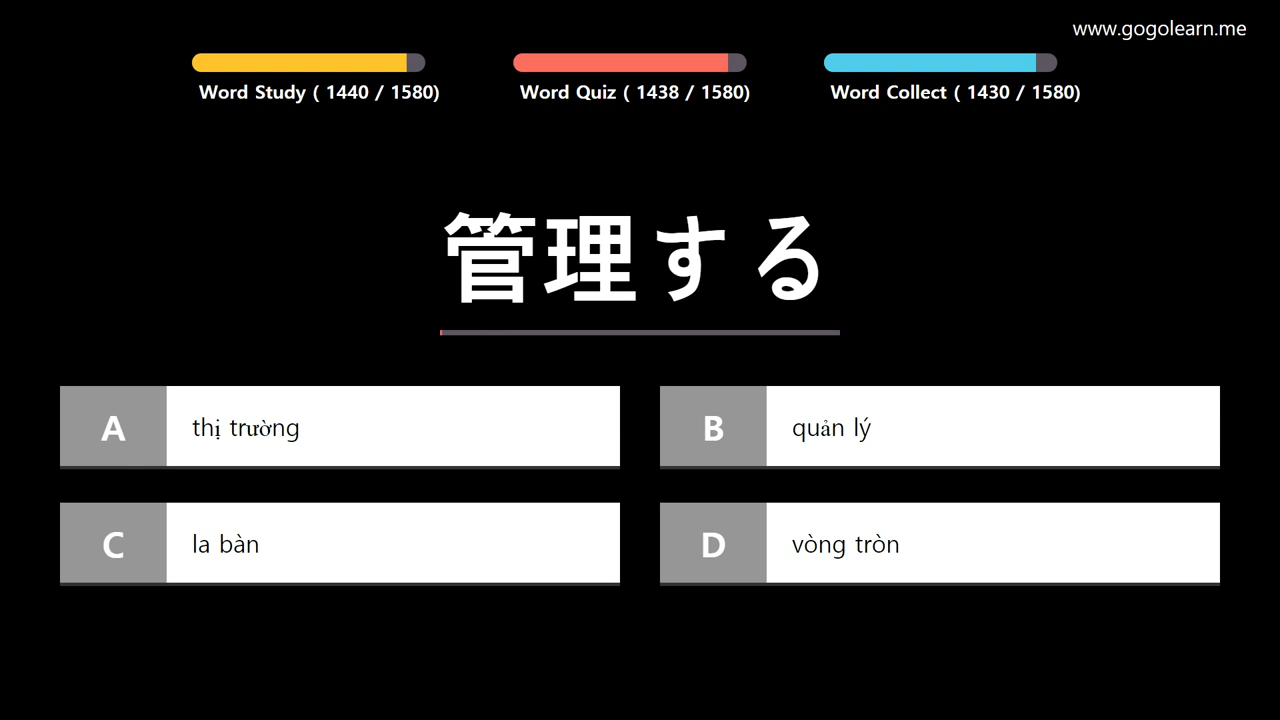 www.gogolearn.me
Word Study ( 1440 / 1580)
Word Quiz ( 1438 / 1580)
Word Collect ( 1430 / 1580)
管理する
A thị trường
B quản lý
C la bàn
D vòng tròn